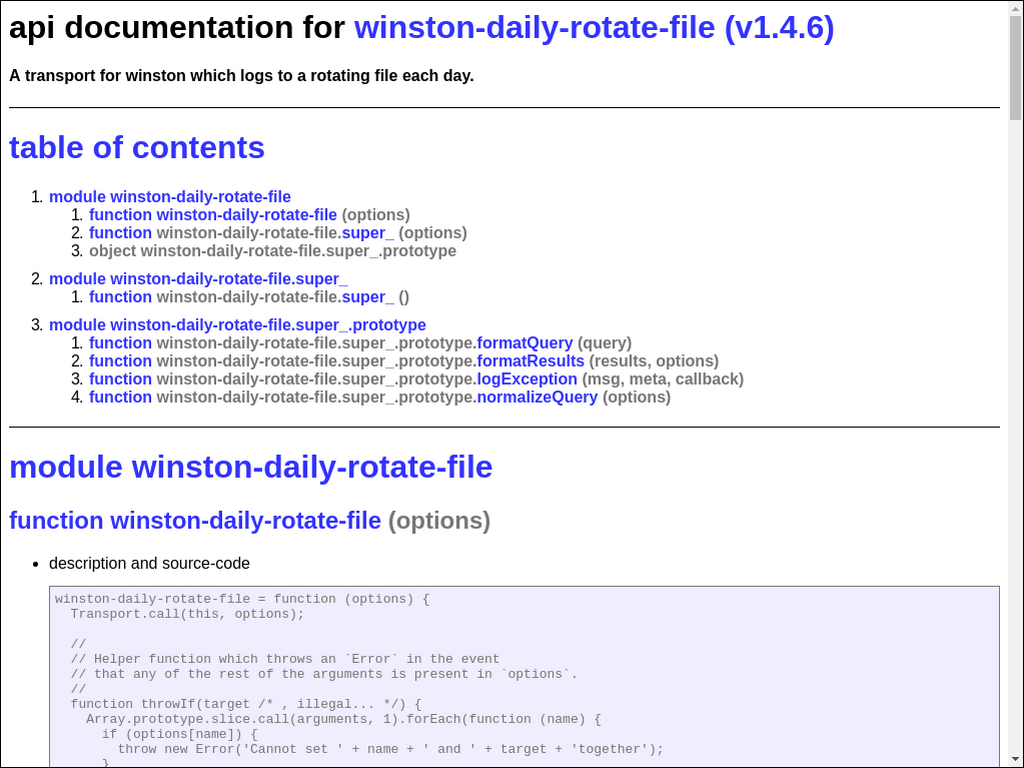 api documentation for winston-daily-rotate-file (v1.4.6)
A transport for winston which logs to a rotating file each day.
table of contents
1. module winston-daily-rotate-file
1. function winston-daily-rotate-file (options)
2. function winston-daily-rotate-file.super_ (options)
3. object winston-daily-rotate-file.super_.prototype
2. module winston-daily-rotate-file.super_
1. function winston-daily-rotate-file.super_ ()
3. module winston-daily-rotate-file.super_.prototype
1. function winston-daily-rotate-file.super_.prototype.formatQuery (query)
2. function winston-daily-rotate-file.super_.prototype.formatResults (results, options)
3. function winston-daily-rotate-file.super_.prototype.logException (msg, meta, callback)
4. function winston-daily-rotate-file.super_.prototype.normalizeQuery (options)
module winston-daily-rotate-file
function winston-daily-rotate-file (options)
• description and source-code
winston-daily-rotate-file = function (options) {
  Transport.call(this, options);
  //
  // Helper function which throws an `Error` in the event
  // that any of the rest of the arguments is present in `options`.
  //
  function throwIf(target /* , illegal... */) {
    Array.prototype.slice.call(arguments, 1).forEach(function (name) {
      if (options[name]) {
        throw new Error('Cannot set ' + name + ' and ' + target + 'together');
      }